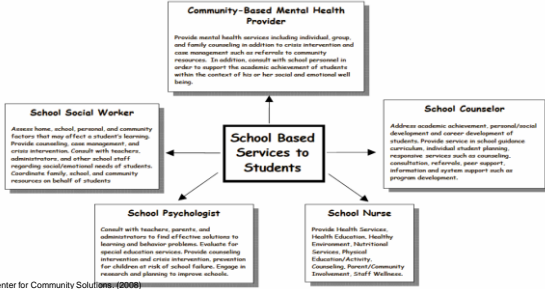 Community-Based Mental Health
Provider
Provide mental health services including individual, group,
and family counseling in addition to crisis intervention and
case management such as referrals to community
resources. In addition, consult with school personnel in
order to support the academic achievement of students
within the context of his or her social and emotional well
being.
School Social Worker
Assess home, school, personal, and community
factors that may affect a student's learning.
Provide counseling, case management, and
crisis intervention. Consult with teachers,
administrators, and other school staff
regarding social/emotional needs of students.
Coordinate family, school, and community
resources on behalf of students
School Based
Services to
Students
School Counselor
Address academic achievement, personal/social
development and career development of
students. Provide service in school guidance
curriculum, individual student planning,
responsive services such as counseling,
consultation, referrals, peer support,
information and system support such as
program development.
School Psychologist
Consult with teachers, parents, and
administrators to find effective solutions to
learning and behavior problems. Evaluate for
special education services. Provide counseling
intervention and crisis intervention, prevention
for children at risk of school failure. Engage in
research and planning to improve schools.
School Nurse
Provide Health Services,
Health Education, Healthy
Environment, Nutritional
Services, Physical
Education/Activity,
Counseling, Parent/Community
Involvement, Staff Wellness.
enter for Community Solutions. (2008)